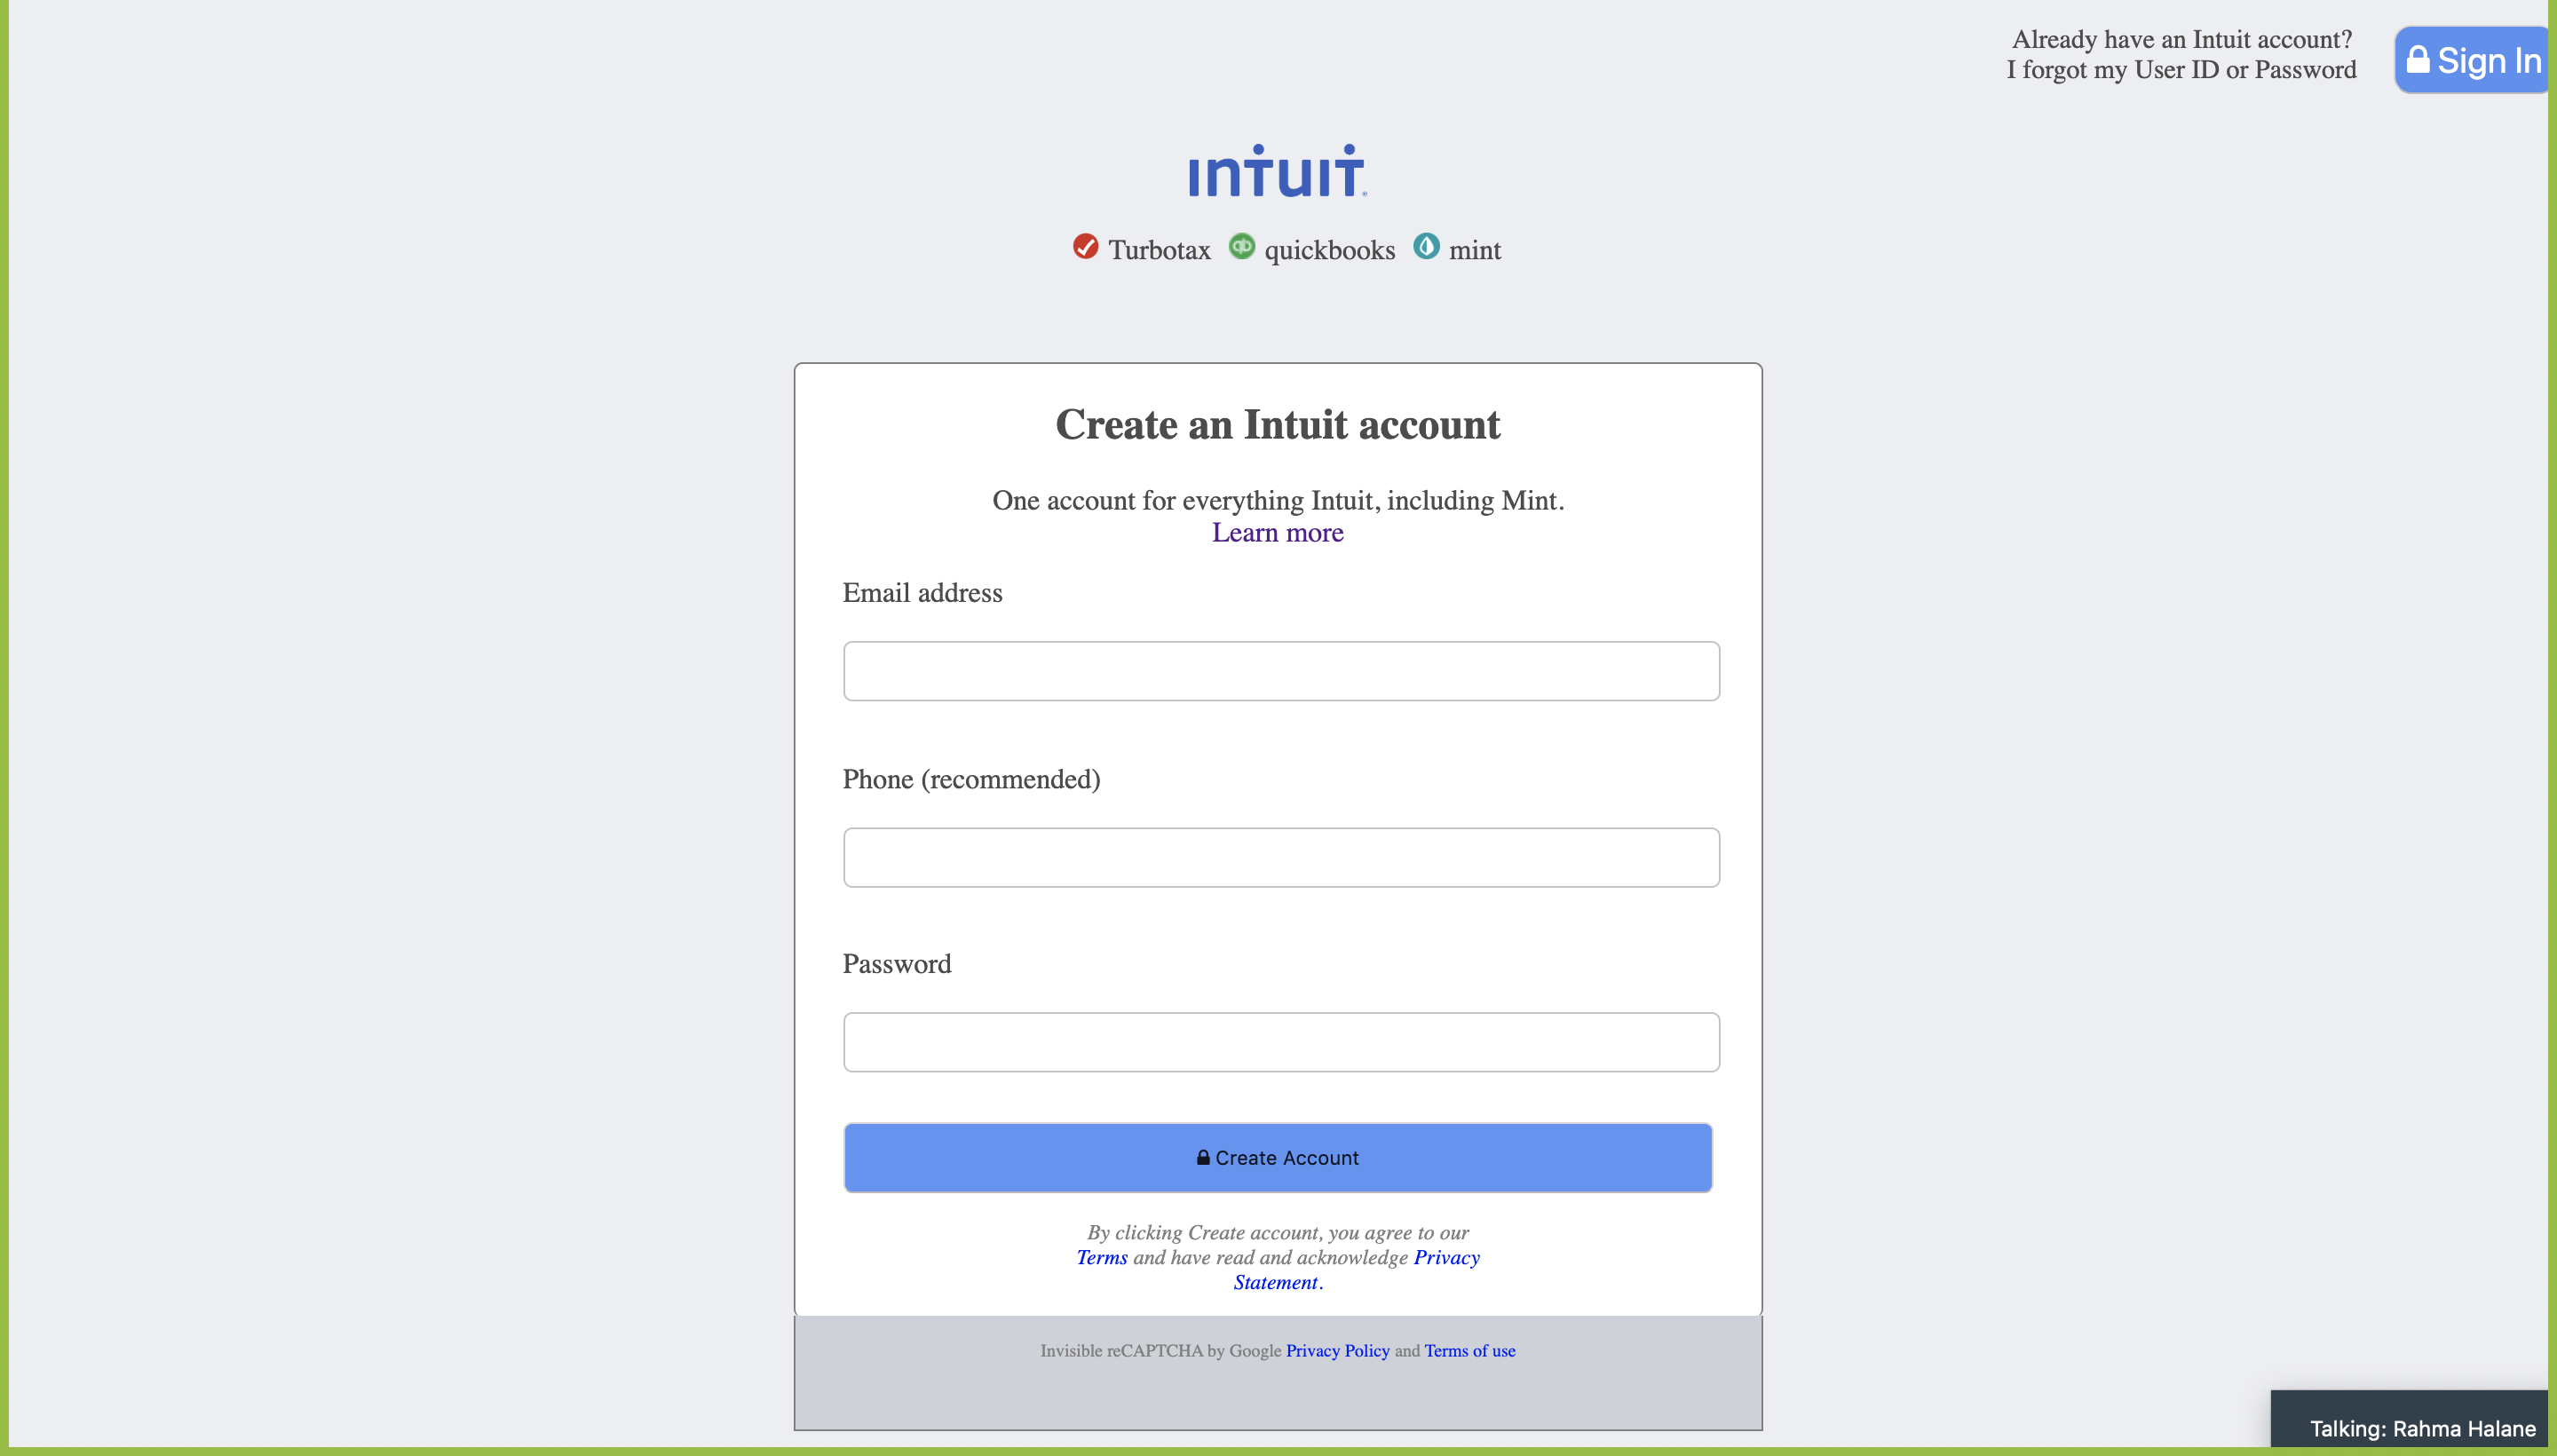 Already have an Intuit account?
I forgot my User ID or Password
Sign In
intuit
Turbotax quickbooks mint
Create an Intuit account
One account for everything Intuit, including Mint.
Learn more
Email address
Phone (recommended)
Password
Create Account
By clicking Create account, you agree to our
Terms and have read and acknowledge Privacy
Statement.
Invisible reCAPTCHA by Google Privacy Policy and Terms of use
Talking: Rahma Halane